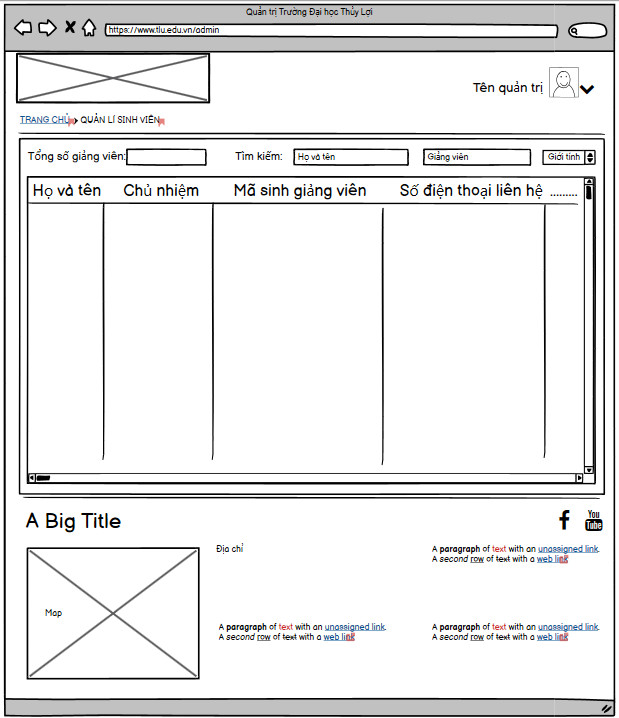 Quản trị Trường Đại học Thủy Lợi
https://www.tlu.edu.vn/admin
Tên quản trị
TRANG CHỦ QUẢN LÍ SINH VIÊN
Tổng số giảng viên: Tìm kiếm: Họ và tên Giảng viên Giới tính
Họ và tên Chủ nhiệm Mã sinh giảng viên Số điện thoại liên hệ .........
A Big Title You Tube
Địa chỉ
A paragraph of text with an unassigned link.
A second row of text with a web link
Map
A paragraph of text with an unassigned link.
A second row of text with a web link
A paragraph of text with an unassigned link.
A second row of text with a web link